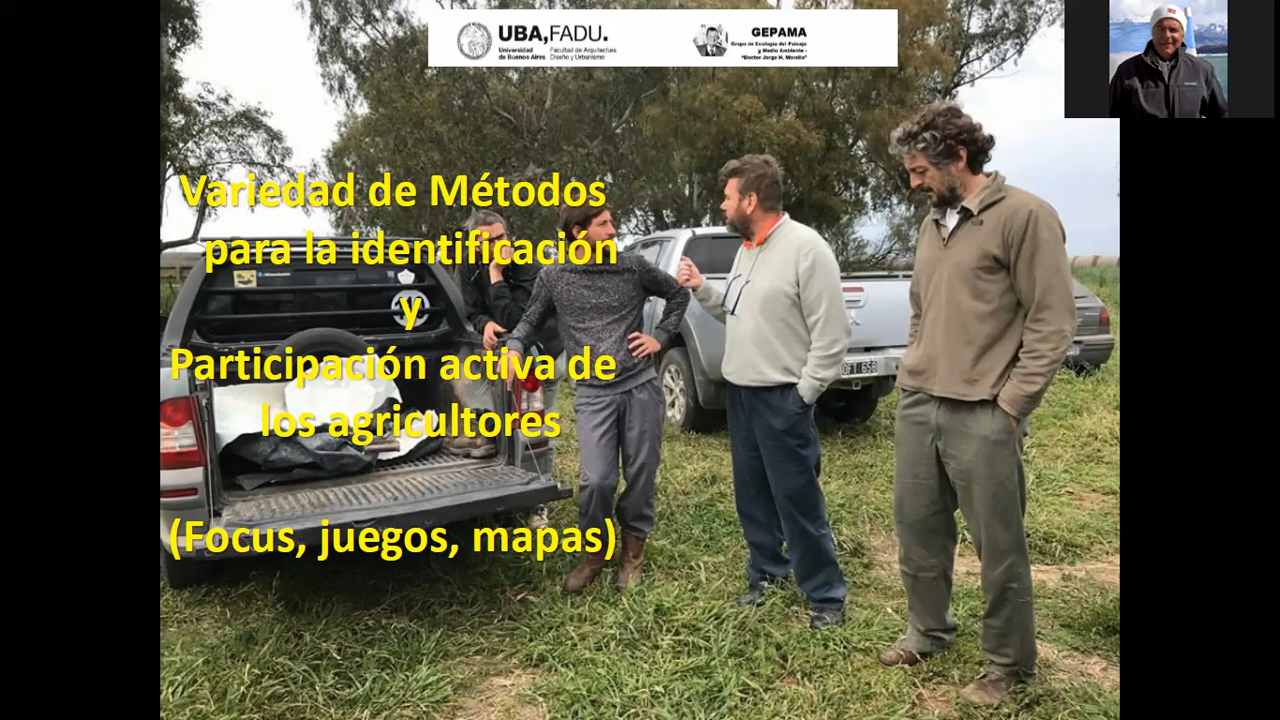 UBA,FADU.
Universidad de Buenos Aires
Facultad de Arquitectura Diseño y Urbanismo
GEPAMA
Grupo de Ecología del Paisaje
y Medio Ambiente -
"Doctor Jorge H. Morello"
Variedad de Métodos
para la identificación
y
Participación activa de
los agricultores
(Focus, juegos, mapas)